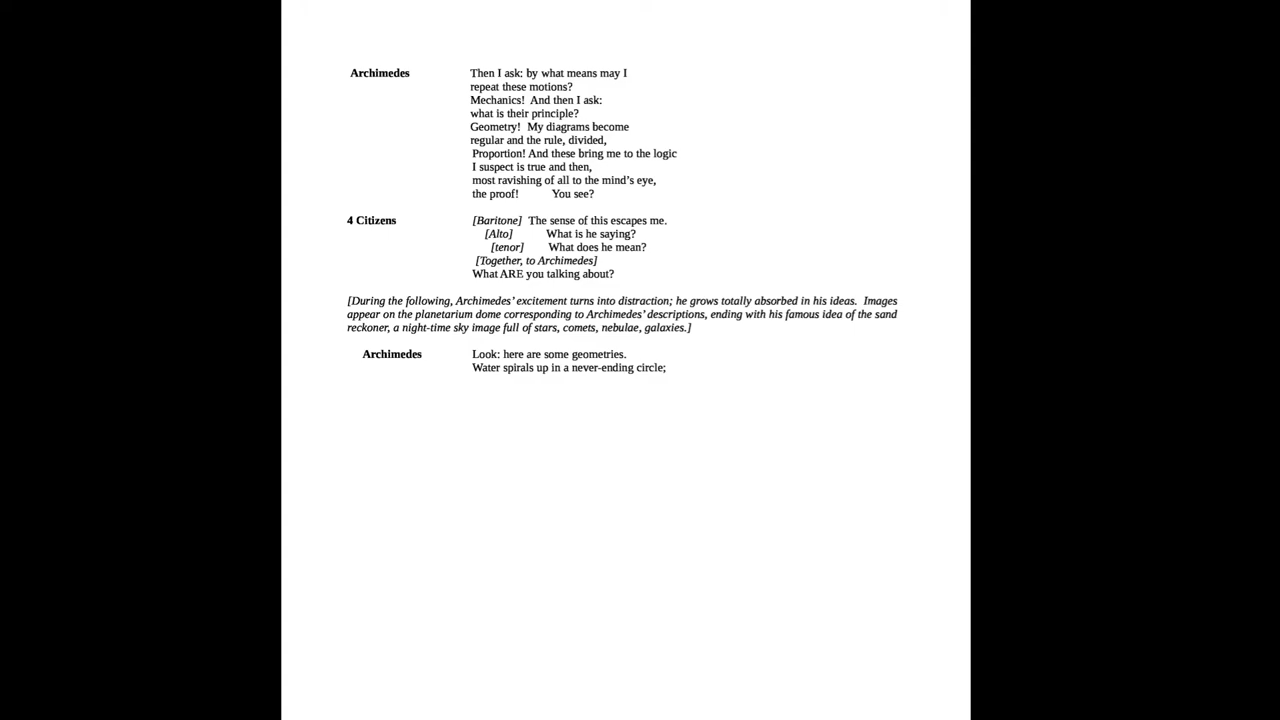 Archimedes Then I ask: by what means may I
repeat these motions?
Mechanics! And then I ask:
what is their principle?
Geometry! My diagrams become
regular and the rule, divided,
Proportion! And these bring me to the logic
I suspect is true and then,
most ravishing of all to the mind's eye,
the proof! You see?
4 Citizens [Baritone] The sense of this escapes me.
[Alto] What is he saying?
[tenor] What does he mean?
[Together, to Archimedes]
What ARE you talking about?
[During the following, Archimedes' excitement turns into distraction; he grows totally absorbed in his ideas. Images
appear on the planetarium dome corresponding to Archimedes' descriptions, ending with his famous idea of the sand
reckoner, a night-time sky image full of stars, comets, nebulae, galaxies.]
Archimedes Look: here are some geometries.
Water spirals up in a never-ending circle;